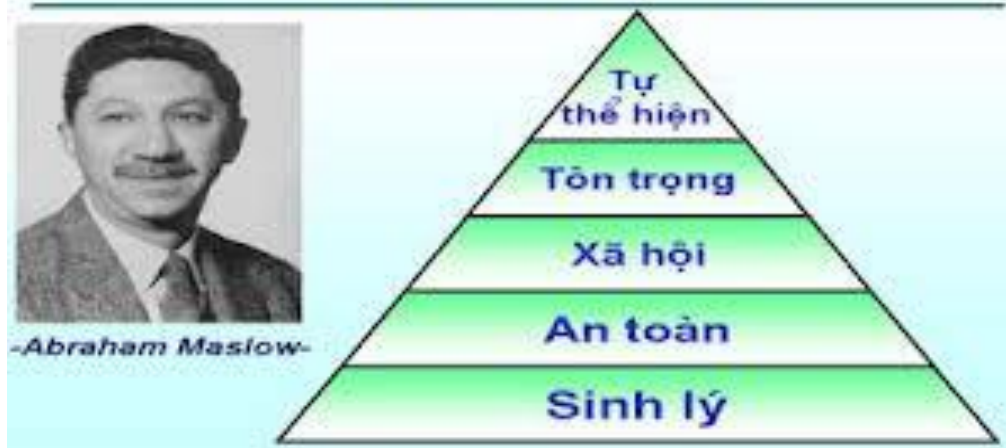 Tự
thể hiện
Tôn trọng
Xã hội
An toàn
Sinh lý
-Abraham Maslow-